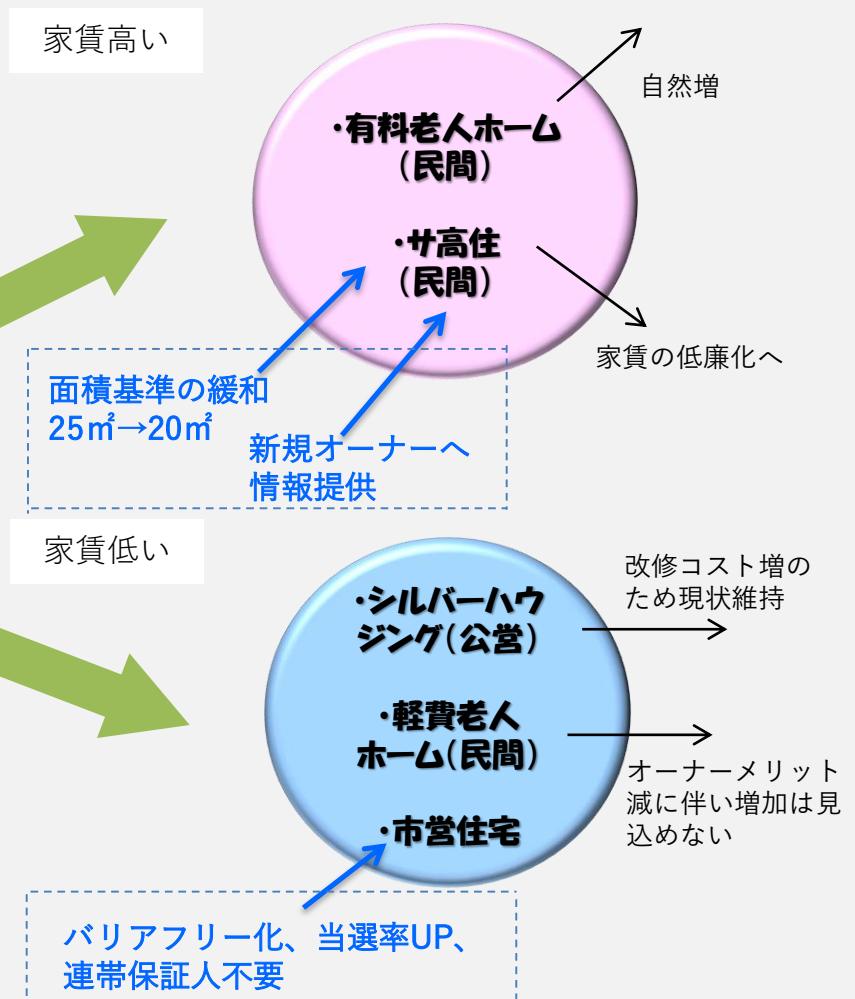 家賃高い
・有料老人ホーム
(民間)
自然増
・サ高住
(民間)
家賃の低廉化へ
面積基準の緩和
25㎡→20㎡
新規オーナーへ
情報提供
家賃低い
・シルバーハウ
ジング(公営)
改修コスト増の
ため現状維持
・軽費老人
ホーム(民間)
オーナーメリット
減に伴い増加は見
込めない
・市営住宅
バリアフリー化、当選率UP、
連帯保証人不要